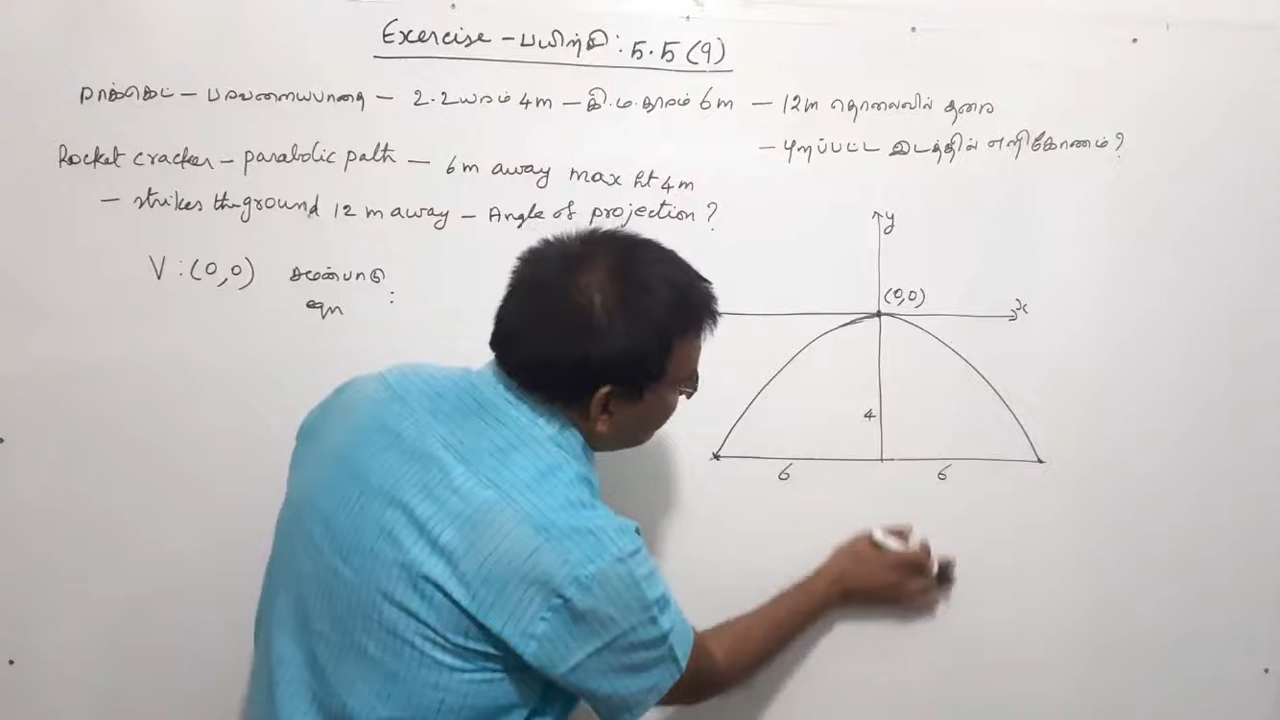 Exercise - பயிற்சி: 5.5 (9)
ராக்கெட் - பரவளையபாதை - உ.உயரம் 4m - கி.ம.தூரம் 6m - 12m தொலைவில் தரை
- புறப்பட்ட இடத்தில் எறிகோணம்?
Rocket cracker - parabolic path - 6m away max ht 4m
- strikes the ground 12 m away - Angle of projection?
V : (0,0) சமன்பாடு
eqn :
y
(0,0)
x
4
6 6